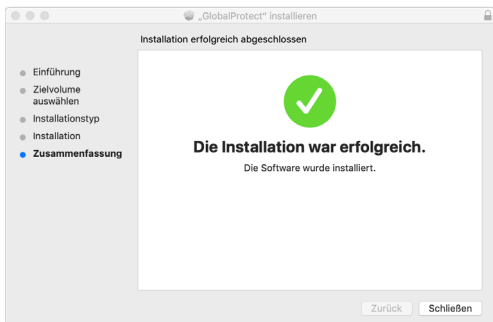 „GlobalProtect“ installieren
Installation erfolgreich abgeschlossen
Einführung
Zielvolume
auswählen
Installationstyp
Installation
Zusammenfassung
Die Installation war erfolgreich.
Die Software wurde installiert.
Zurück
Schließen